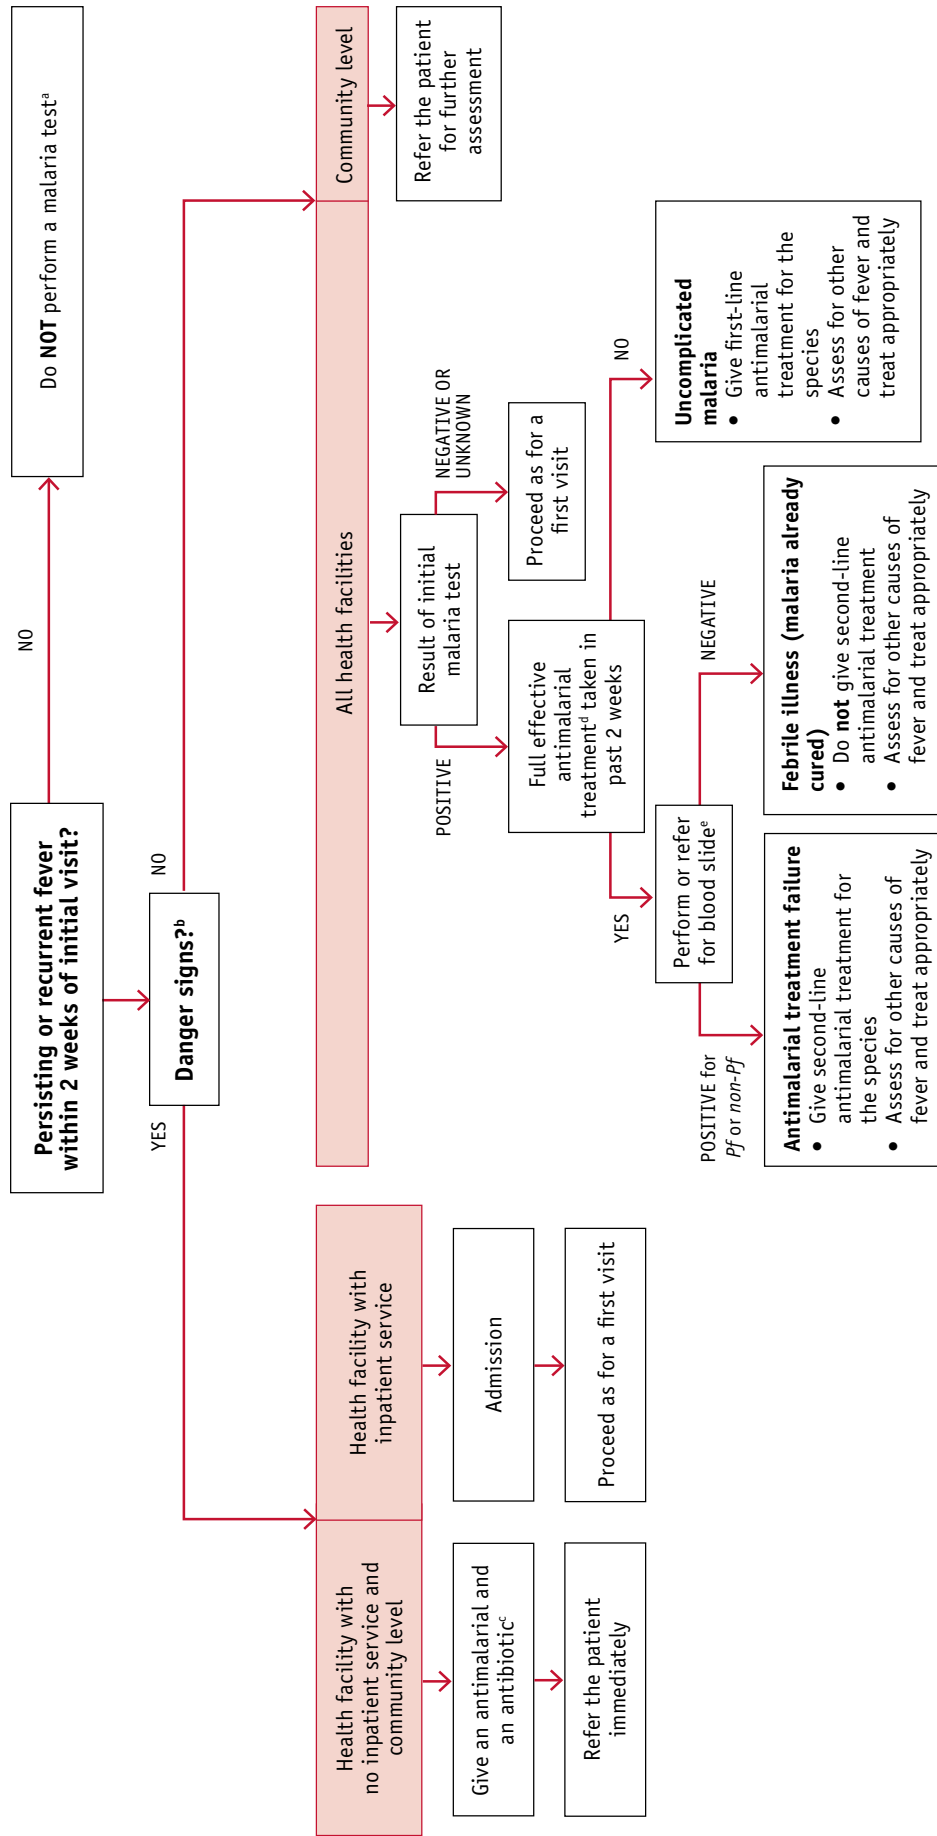 Persisting or recurrent fever
within 2 weeks of initial visit?
NO
Do NOT perform a malaria testᵃ
Danger signs?ᵇ
YES
NO
Health facility with
no inpatient service and
community level
Give an antimalarial and
an antibioticᶜ
Refer the patient
immediately
Health facility with
inpatient service
Admission
Proceed as for a first visit
All health facilities
Community level
Refer the patient
for further
assessment
Result of initial
malaria test
POSITIVE
NEGATIVE OR
UNKNOWN
Proceed as for a
first visit
Full effective
antimalarial
treatmentᵈ taken in
past 2 weeks
YES
NO
Perform or refer
for blood slideᵉ
POSITIVE for
Pf or non-Pf
NEGATIVE
Antimalarial treatment failure
• Give second-line
antimalarial treatment for
the species
• Assess for other causes of
fever and treat appropriately
Febrile illness (malaria already
cured)
• Do not give second-line
antimalarial treatment
• Assess for other causes of
fever and treat appropriately
Uncomplicated
malaria
• Give first-line
antimalarial
treatment for the
species
• Assess for other
causes of fever and
treat appropriately